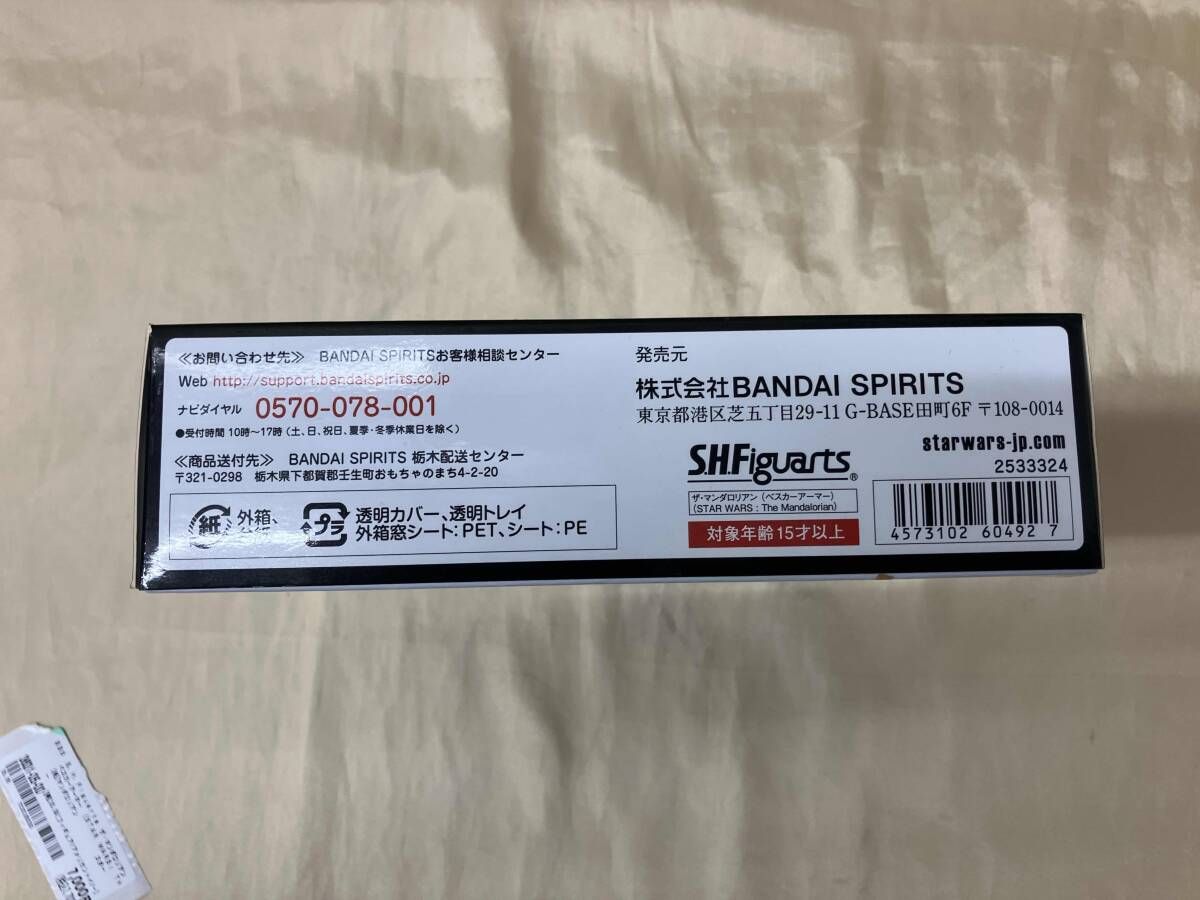 ≪お問い合わせ先≫ BANDAI SPIRITSお客様相談センター
Web http://support.bandaispirits.co.jp
ナビダイヤル 0570-078-001
●受付時間 10時～17時（土、日、祝日、夏季・冬季休業日を除く）
≪商品送付先≫ BANDAI SPIRITS 栃木配送センター
〒321-0298 栃木県下都賀郡壬生町おもちゃのまち4-2-20
紙 外箱、
プラ 透明カバー、透明トレイ
外箱窓シート：PET、シート：PE
発売元
株式会社BANDAI SPIRITS
東京都港区芝五丁目29-11 G-BASE田町6F 〒108-0014
starwars-jp.com
2533324
S.H.Figuarts®
ザ・マンダロリアン（ベスカーアーマー）
（STAR WARS : The Mandalorian）
対象年齢15才以上
4573102 604927
7,000